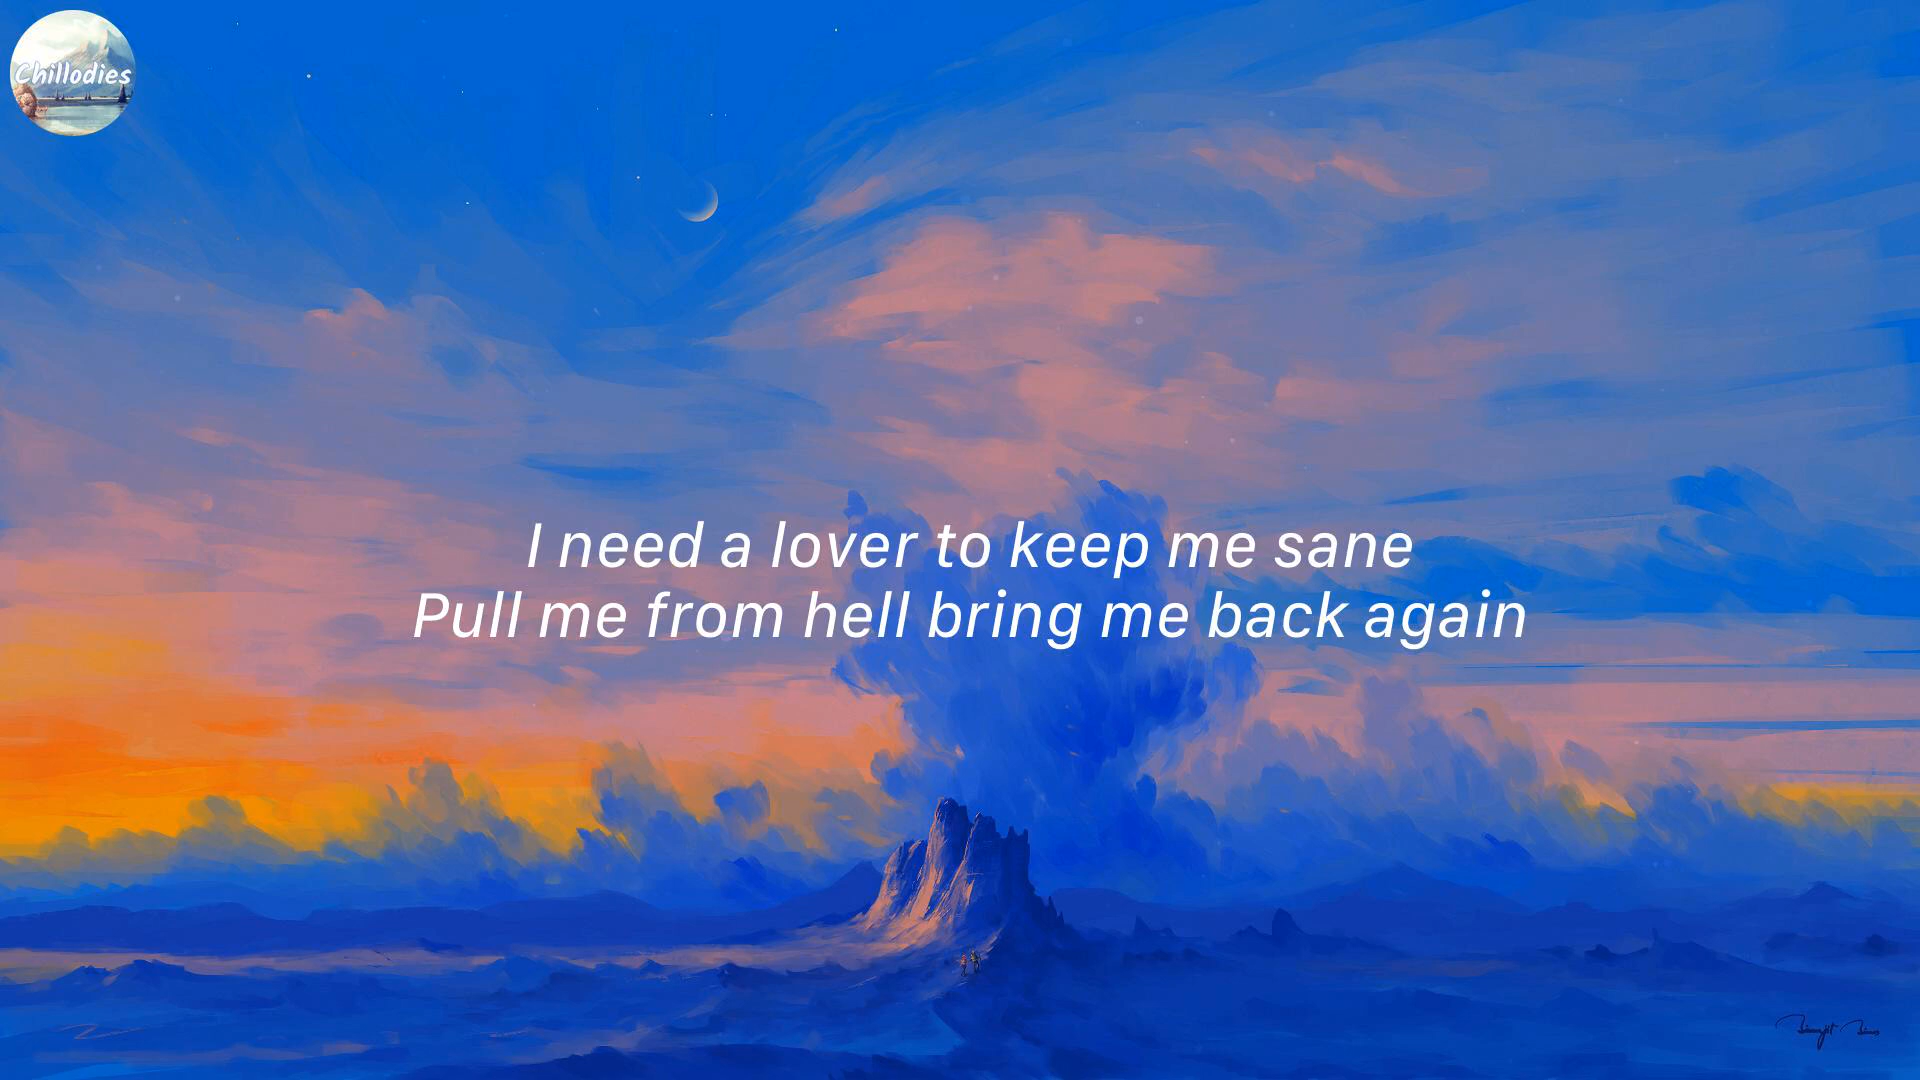 Chillodies
I need a lover to keep me sane
Pull me from hell bring me back again